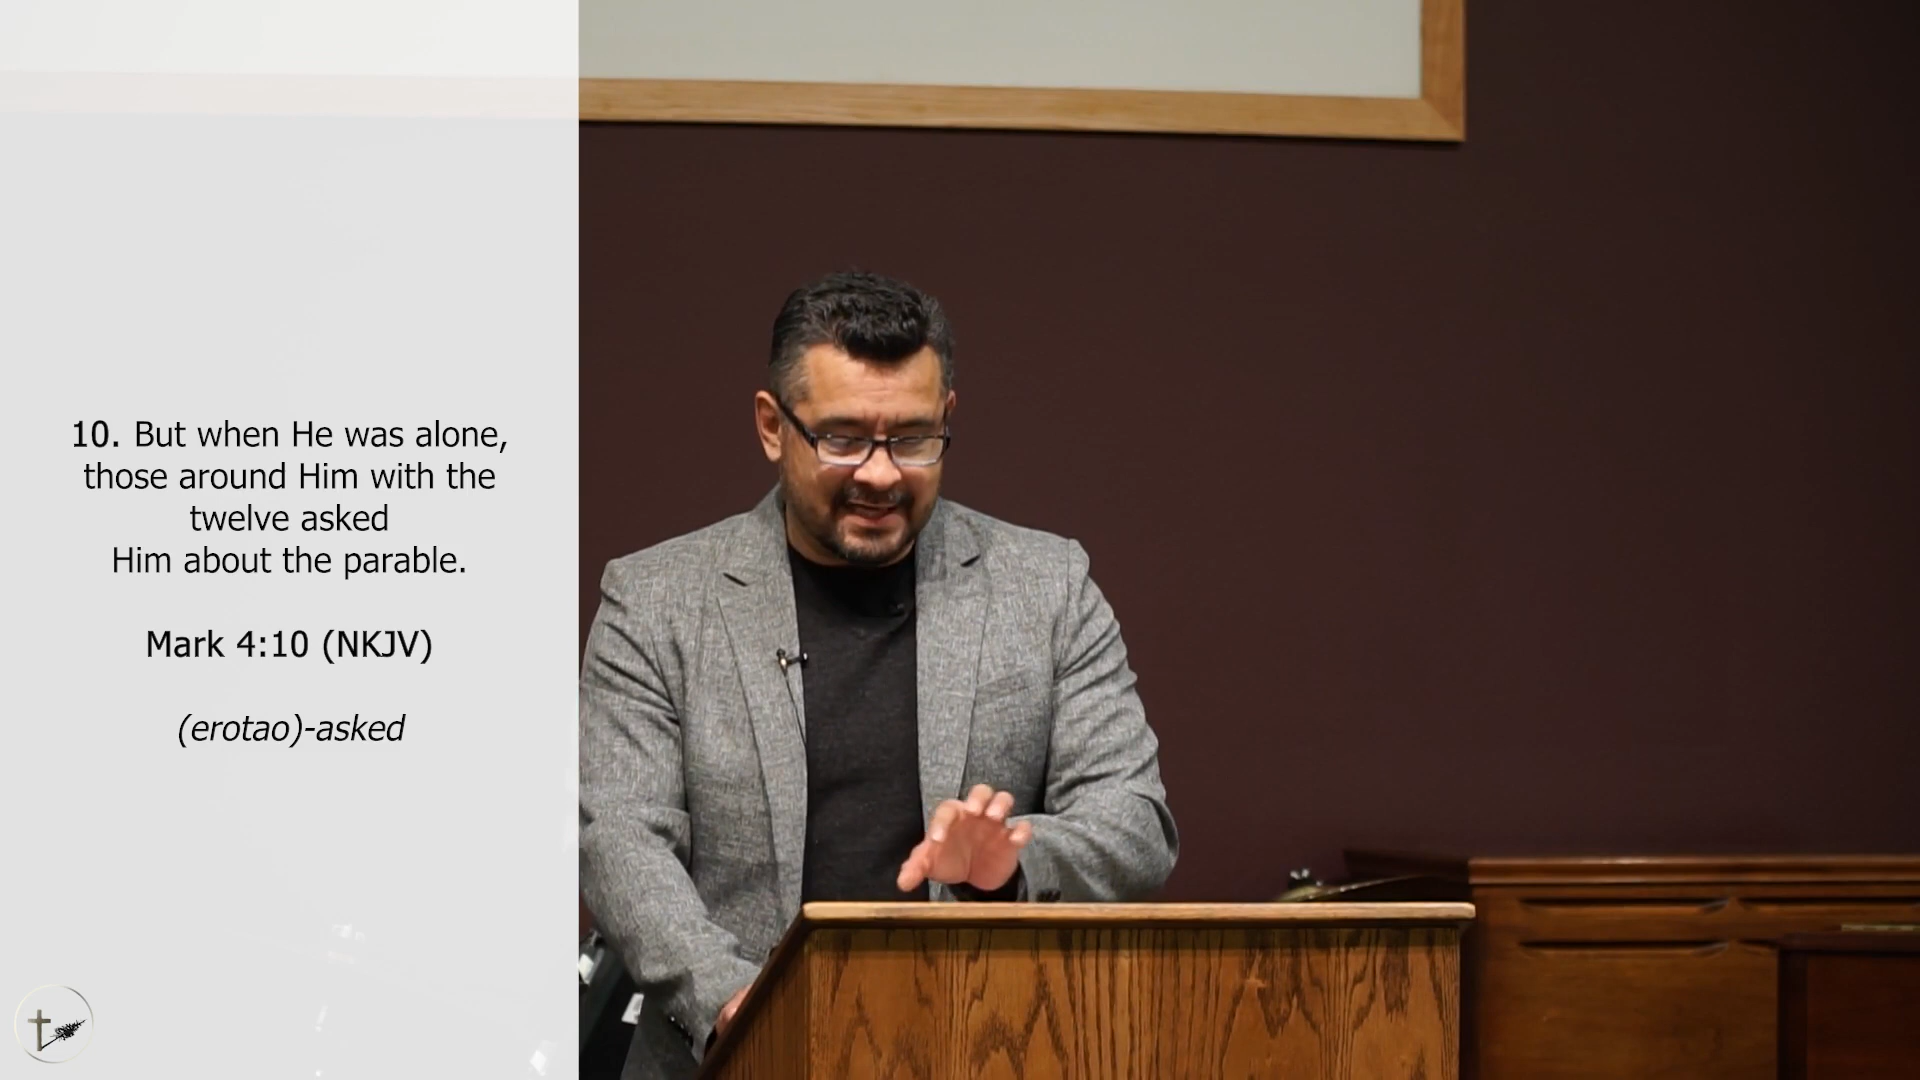 10. But when He was alone,
those around Him with the
twelve asked
Him about the parable.
Mark 4:10 (NKJV)
(erotao)-asked